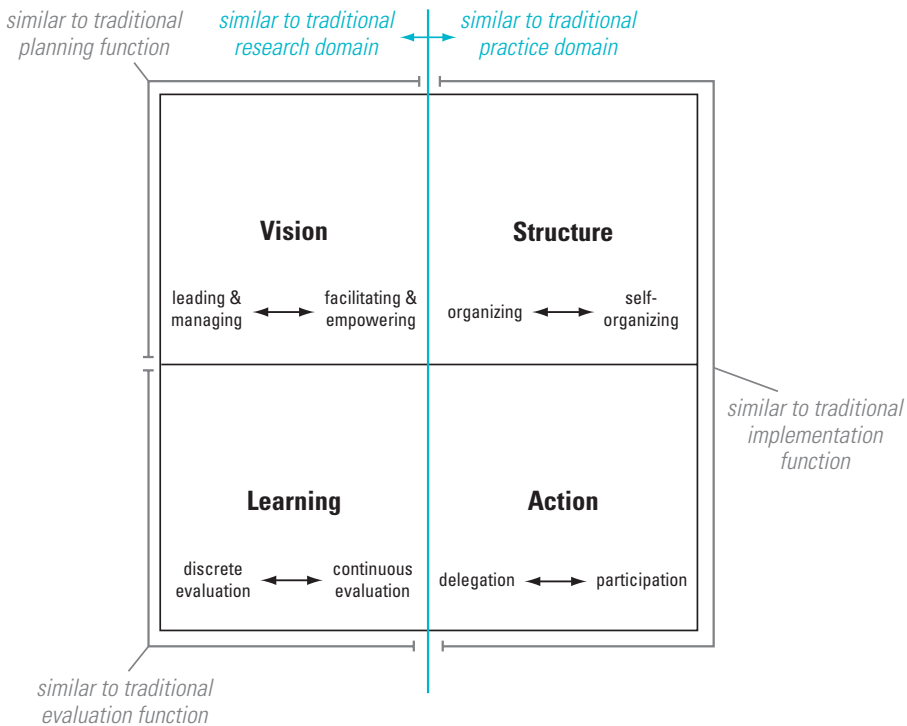 similar to traditional
planning function
similar to traditional
research domain
similar to traditional
practice domain
Vision
leading &
managing
facilitating &
empowering
Structure
organizing
self-
organizing
similar to traditional
implementation
function
Learning
discrete
evaluation
continuous
evaluation
Action
delegation
participation
similar to traditional
evaluation function